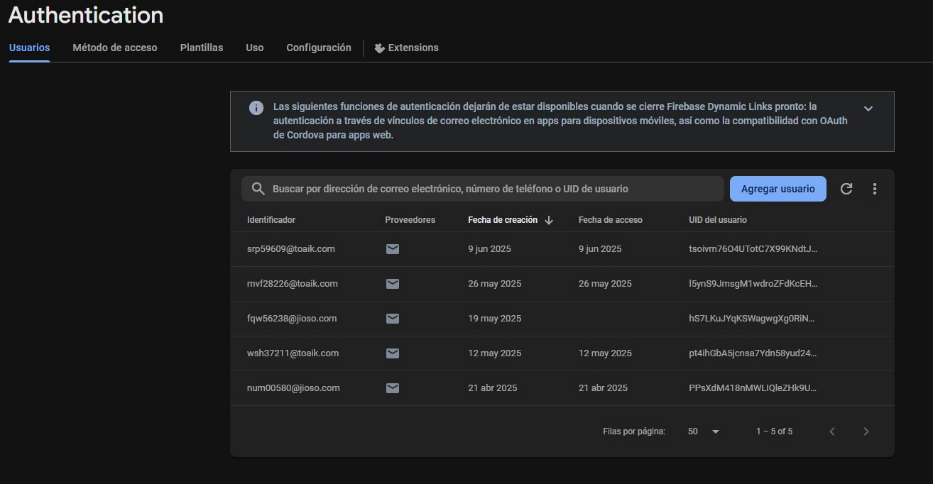 Authentication
Usuarios Método de acceso Plantillas Uso Configuración Extensions
Las siguientes funciones de autenticación dejarán de estar disponibles cuando se cierre Firebase Dynamic Links pronto: la
autenticación a través de vínculos de correo electrónico en apps para dispositivos móviles, así como la compatibilidad con OAuth
de Cordova para apps web.
Buscar por dirección de correo electrónico, número de teléfono o UID de usuario Agregar usuario
Identificador Proveedores Fecha de creación Fecha de acceso UID del usuario
srp59609@toaik.com 9 jun 2025 9 jun 2025 tsoivm76O4UTotC7X99KNdtJ...
mvf28226@toaik.com 26 may 2025 26 may 2025 l5ynS9JmsgM1wdroZFdKcEH...
fqw56238@jioso.com 19 may 2025 hS7LKuJYqKSWagwgXg0RiN...
wsh37211@toaik.com 12 may 2025 12 may 2025 pt4ihGbA5jcnsa7Ydn58yud24...
num00580@jioso.com 21 abr 2025 21 abr 2025 PPsXdM418nMWLIQleZHk9U...
Filas por página: 50 1 – 5 of 5